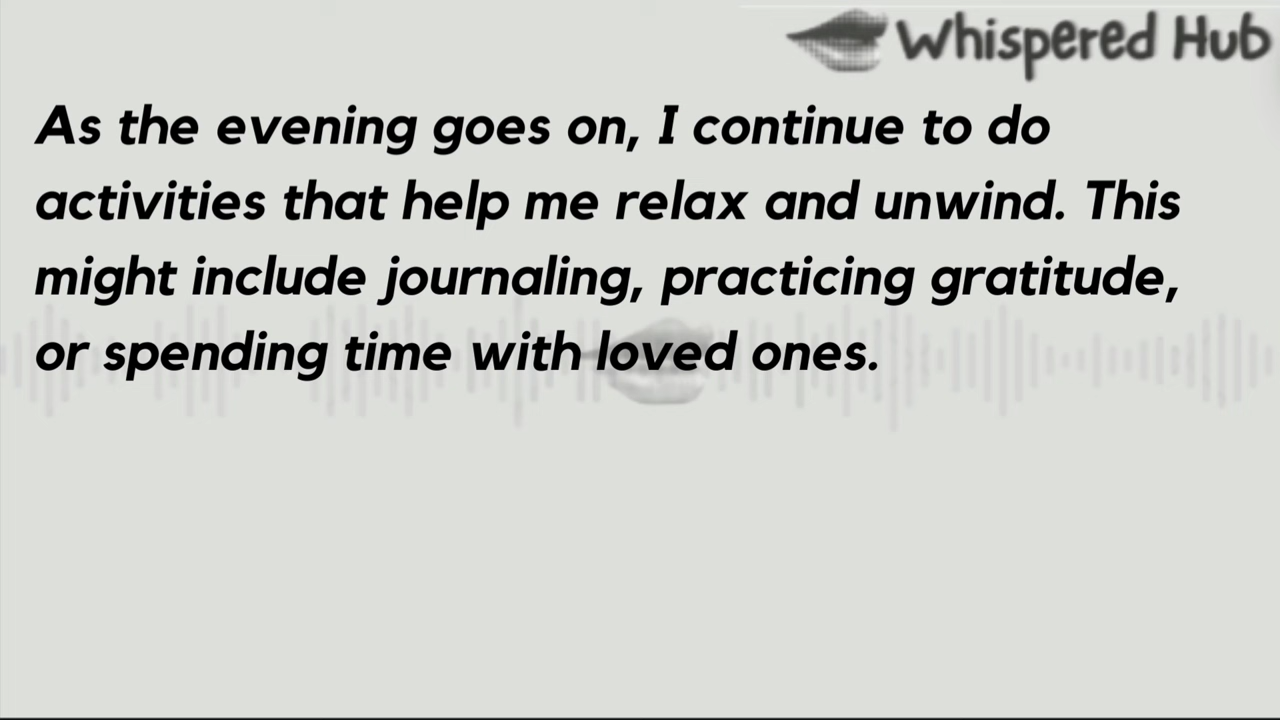 Whispered Hub
As the evening goes on, I continue to do
activities that help me relax and unwind. This
might include journaling, practicing gratitude,
or spending time with loved ones.